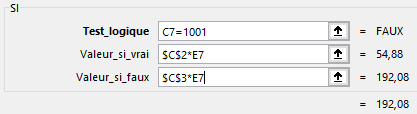 SI
Test_logique C7=1001 = FAUX
Valeur_si_vrai $C$2*E7 = 54,88
Valeur_si_faux $C$3*E7 = 192,08
= 192,08